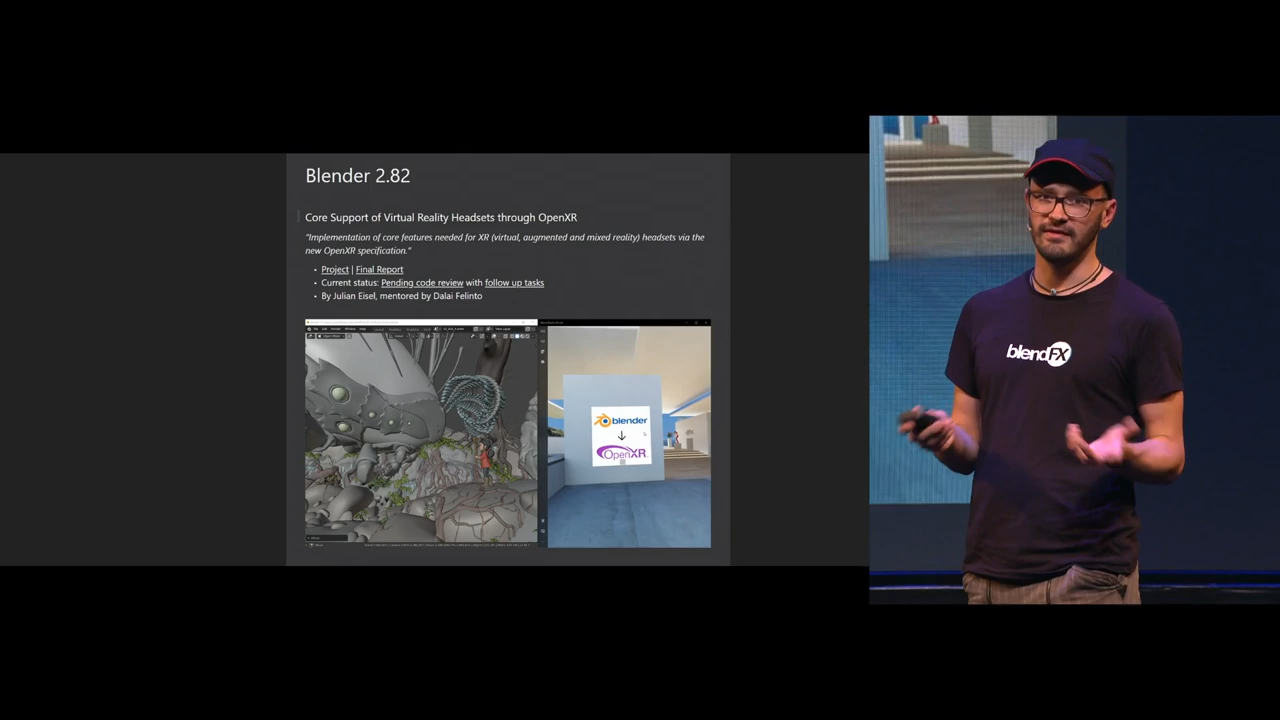 Blender 2.82
Core Support of Virtual Reality Headsets through OpenXR
"Implementation of core features needed for XR (virtual, augmented and mixed reality) headsets via the
new OpenXR specification."
• Project | Final Report
• Current status: Pending code review with follow up tasks
• By Julian Eisel, mentored by Dalai Felinto
blender
OpenXR
blendFX